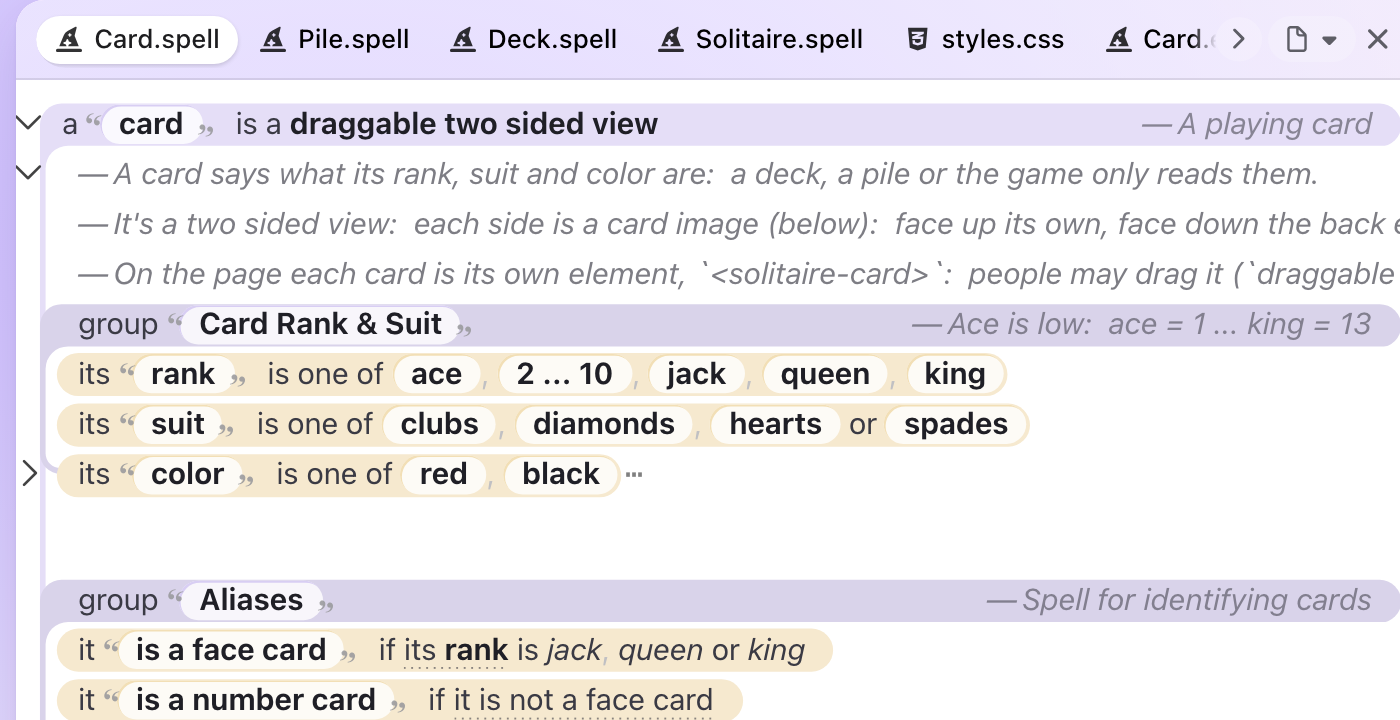 Card.spell Pile.spell Deck.spell Solitaire.spell styles.css Card.
a “ card ” is a draggable two sided view — A playing card
— A card says what its rank, suit and color are: a deck, a pile or the game only reads them.
— It's a two sided view: each side is a card image (below): face up its own, face down the back
— On the page each card is its own element, `<solitaire-card>`: people may drag it (`draggable
group “ Card Rank & Suit ” — Ace is low: ace = 1 ... king = 13
its “ rank ” is one of ace , 2 ... 10 , jack , queen , king
its “ suit ” is one of clubs , diamonds , hearts or spades
its “ color ” is one of red , black ...
group “ Aliases ” — Spell for identifying cards
it “ is a face card ” if its rank is jack, queen or king
it “ is a number card ” if it is not a face card